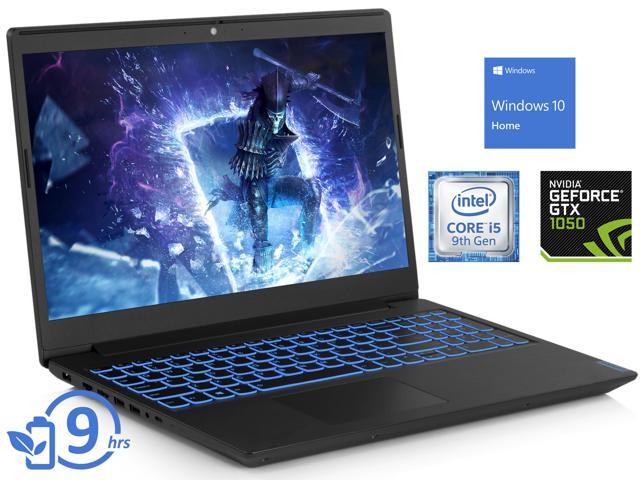 Windows
Windows 10
Home
intel
CORE i5
9th Gen
NVIDIA
GEFORCE
GTX
1050
9
hrs